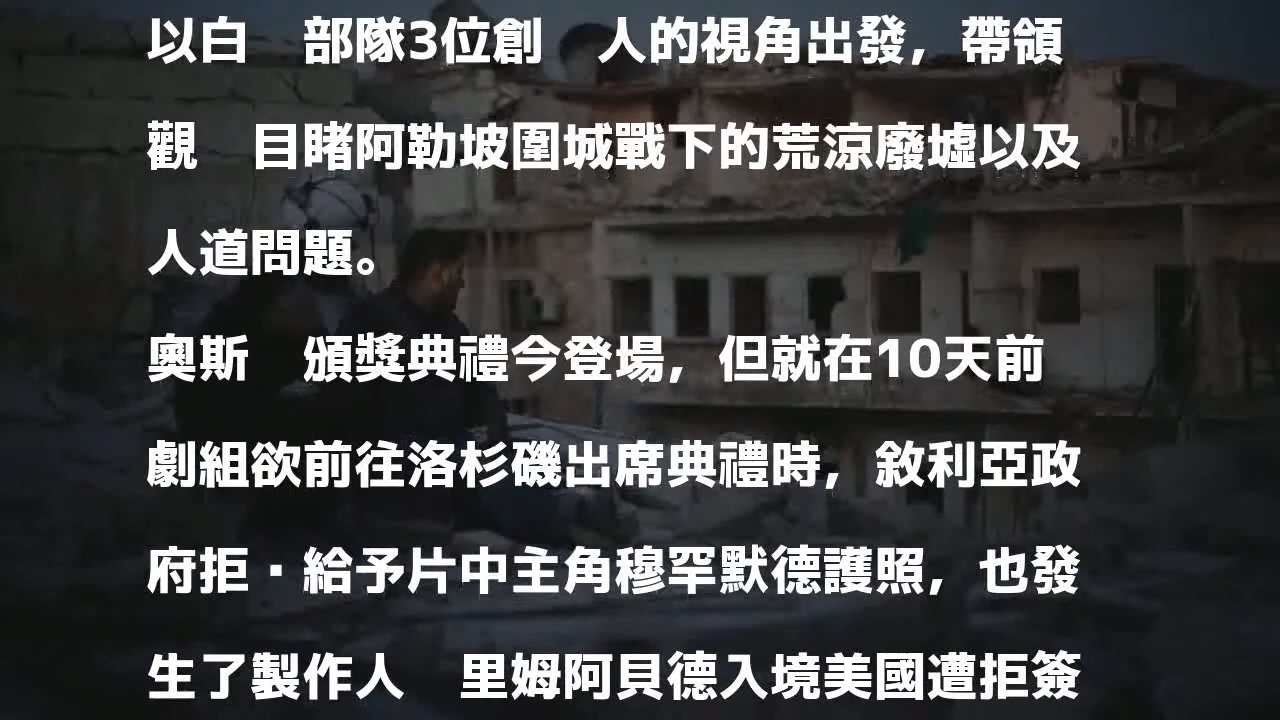 以白　部隊3位創　人的視角出發，帶領
觀　目睹阿勒坡圍城戰下的荒涼廢墟以及
人道問題。
奧斯　頒獎典禮今登場，但就在10天前
劇組欲前往洛杉磯出席典禮時，敘利亞政
府拒·給予片中主角穆罕默德護照，也發
生了製作人　里姆阿貝德入境美國遭拒簽